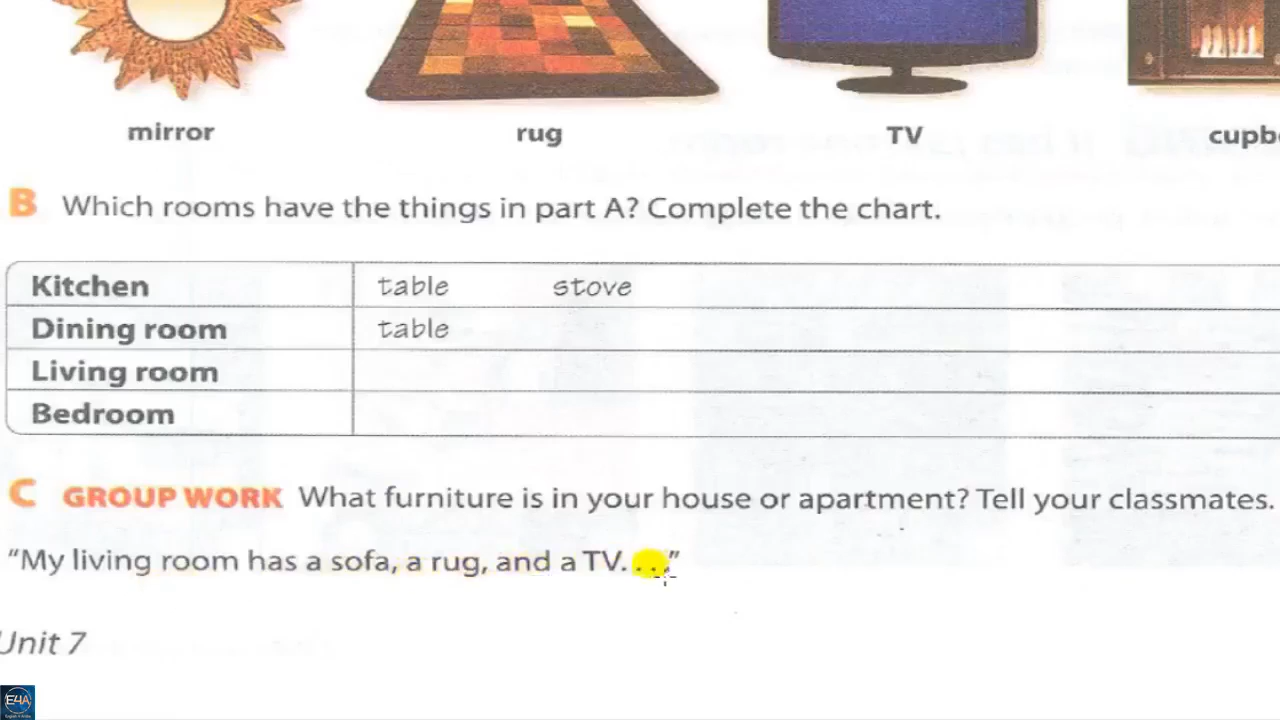 mirror rug TV cupb
B Which rooms have the things in part A? Complete the chart.
Kitchen table stove
Dining room table
Living room
Bedroom
C GROUP WORK What furniture is in your house or apartment? Tell your classmates.
"My living room has a sofa, a rug, and a TV. . . ."
Unit 7
E4A